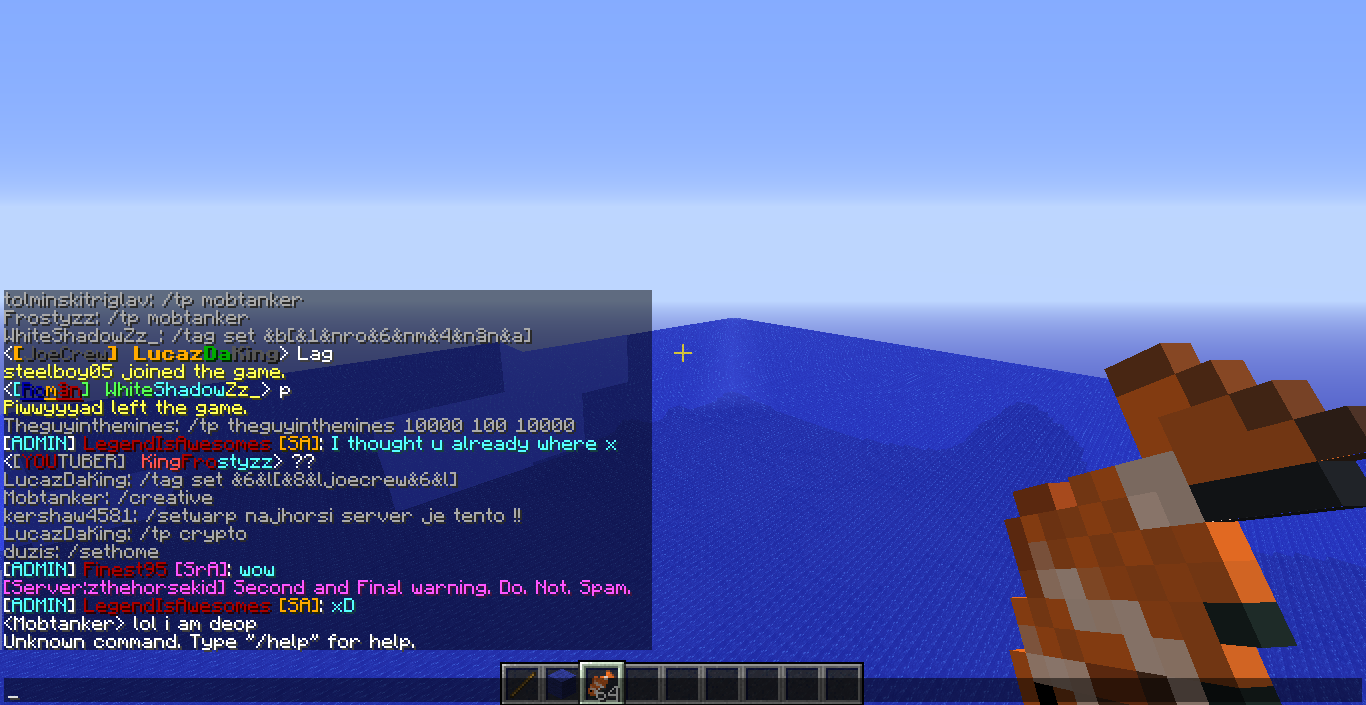 tolminskitriglav: /tp mobtanker
Frostyzz: /tp mobtanker
WhiteShadowZz_: /tag set &b[&1&nro&6&nm&4&nãn&a]
<[JoeCrew] LucazDaKing> Lag
steelboy05 joined the game.
<[Romãn] WhiteShadowZz_> p
Piwwyyyad left the game.
Theguyinthemines: /tp theguyinthemines 10000 100 10000
[ADMIN] LegendIsAwesomes [SA]: I thought u already where x
<[YOUTUBER] KingFrostyzz> ??
LucazDaKing: /tag set &6&l[&8&l,joecrew&6&l]
Mobtanker: /creative
kershaw4581: /setwarp najhorsi server je tento !!
LucazDaKing: /tp crypto
duzis: /sethome
[ADMIN] Finest95 [SrA]: wow
[Server:zthehorsekid] Second and Final warning. Do. Not. Spam.
[ADMIN] LegendIsAwesomes [SA]: xD
<Mobtanker> lol i am deop
Unknown command. Type "/help" for help.
64
_